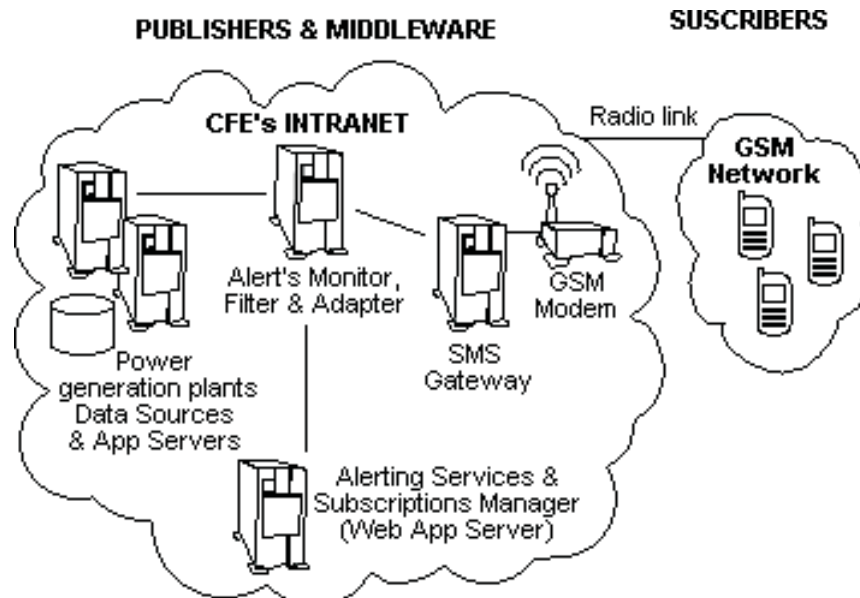 PUBLISHERS & MIDDLEWARE
SUSCRIBERS
CFE's INTRANET
Radio link
GSM
Network
Alert's Monitor,
Filter & Adapter
GSM
Modem
SMS
Gateway
Power
generation plants
Data Sources
& App Servers
Alerting Services &
Subscriptions Manager
(Web App Server)